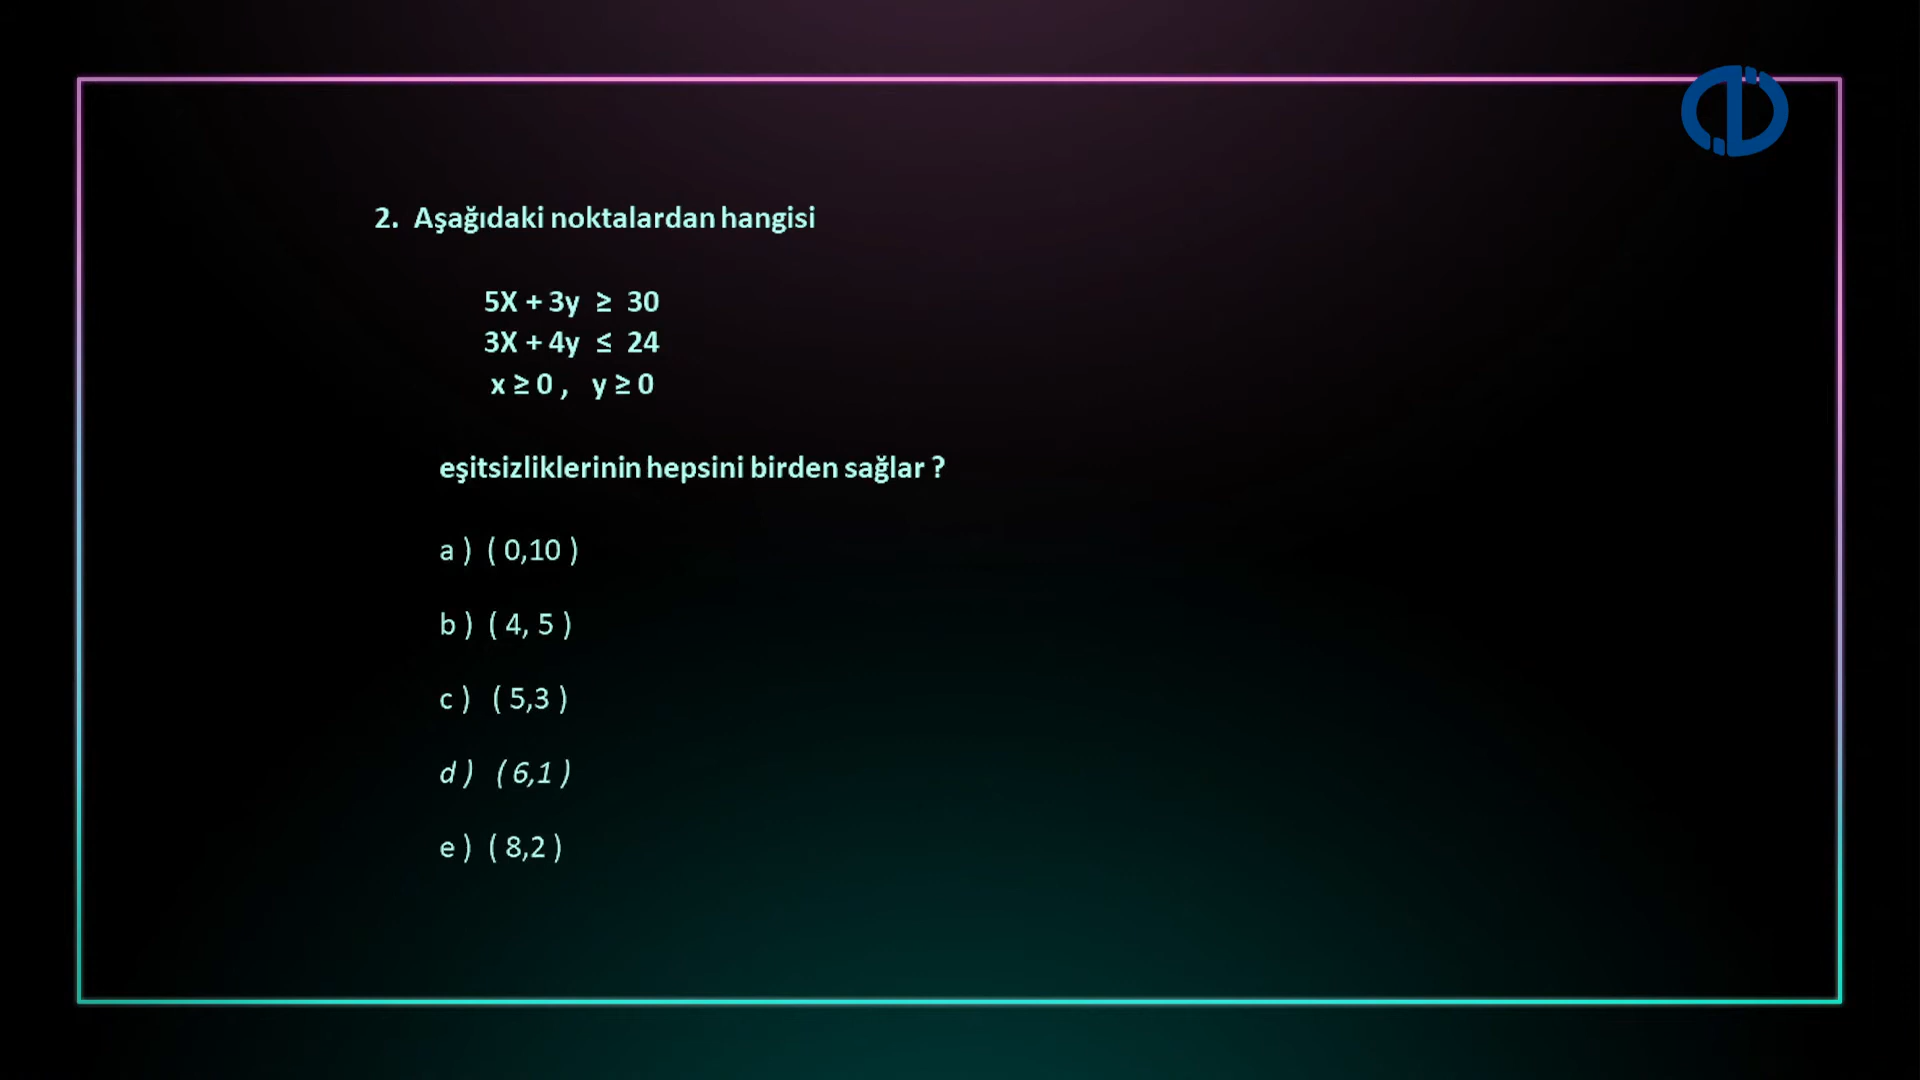 2. Aşağıdaki noktalardan hangisi
5X + 3y ≥ 30
3X + 4y ≤ 24
x ≥ 0 , y ≥ 0
eşitsizliklerinin hepsini birden sağlar ?
a ) ( 0,10 )
b ) ( 4, 5 )
c ) ( 5,3 )
d ) ( 6,1 )
e ) ( 8,2 )